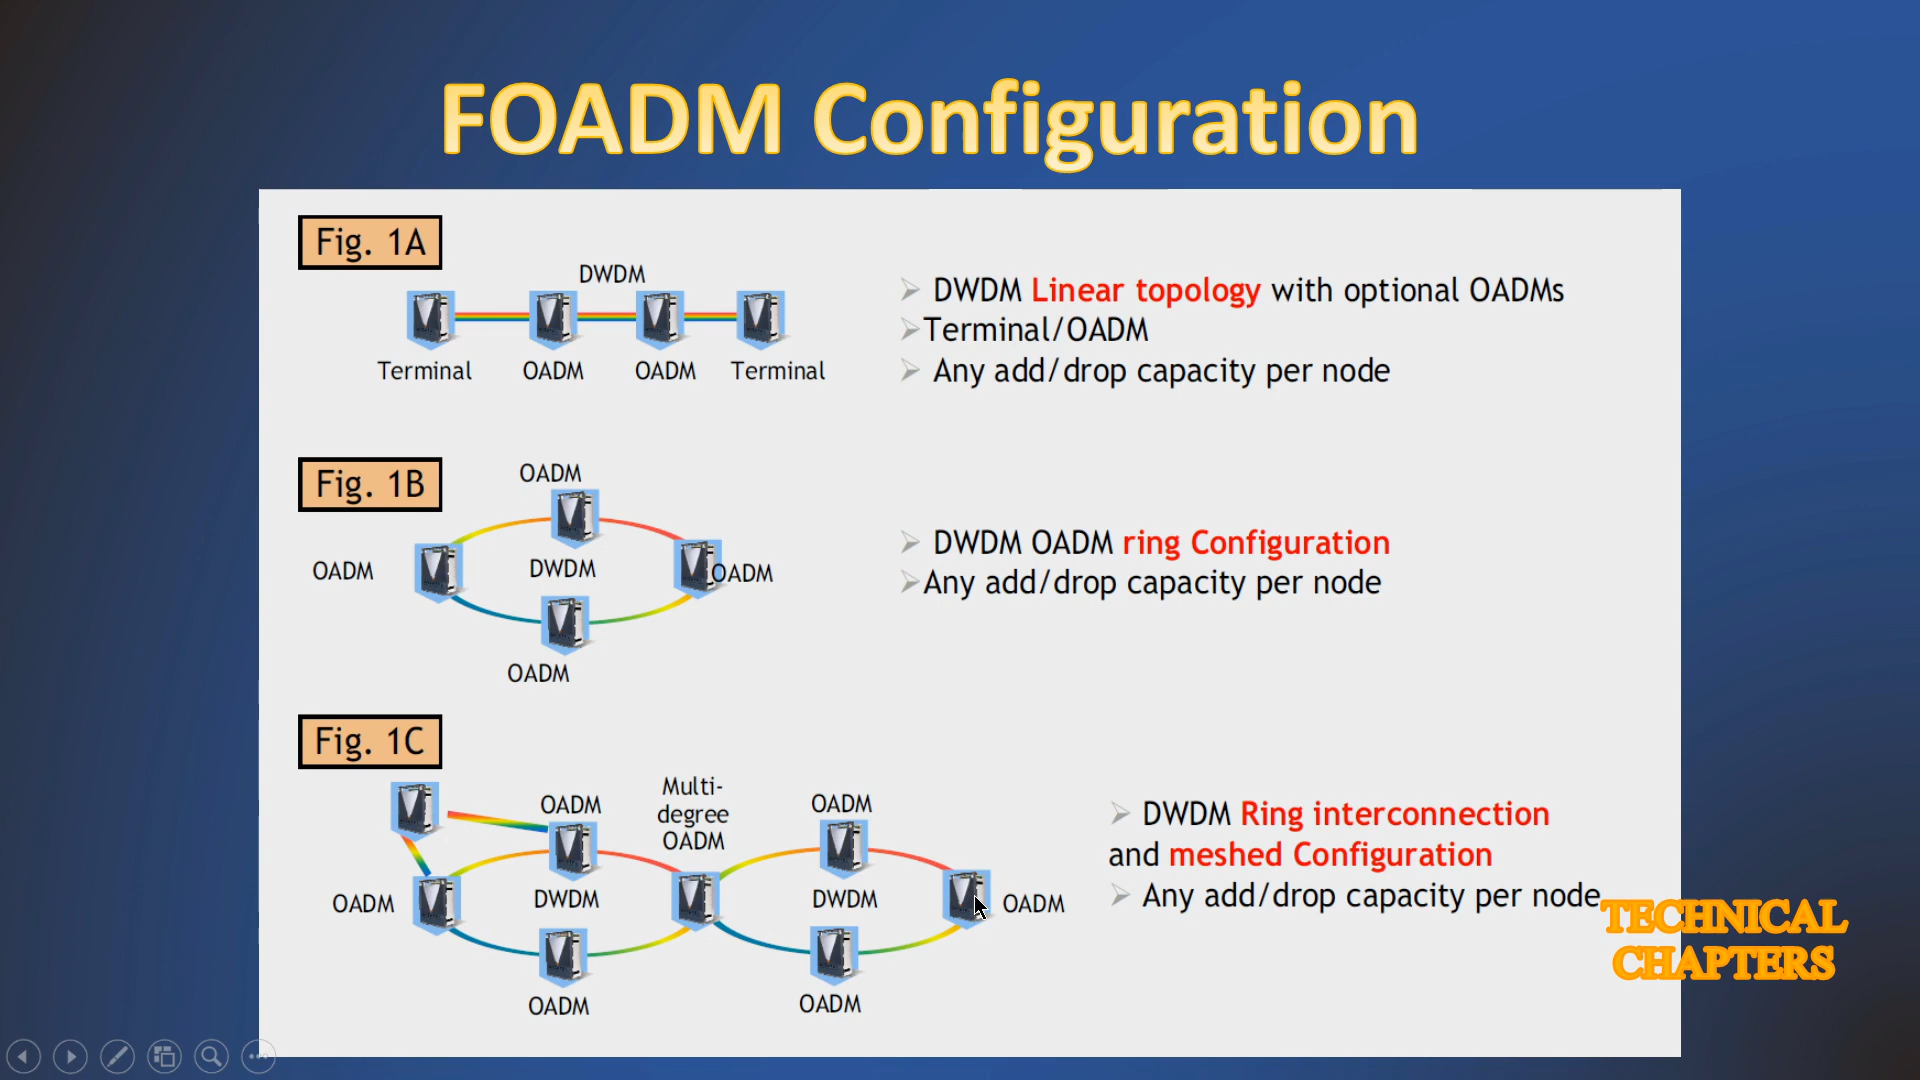 FOADM Configuration
Fig. 1A
DWDM
Terminal
OADM
OADM
Terminal
DWDM Linear topology with optional OADMs
Terminal/OADM
Any add/drop capacity per node
Fig. 1B
OADM
OADM
DWDM
OADM
OADM
DWDM OADM ring Configuration
Any add/drop capacity per node
Fig. 1C
OADM
Multi-
degree
OADM
OADM
OADM
DWDM
DWDM
OADM
OADM
OADM
DWDM Ring interconnection
and meshed Configuration
Any add/drop capacity per node
TECHNICAL
CHAPTERS